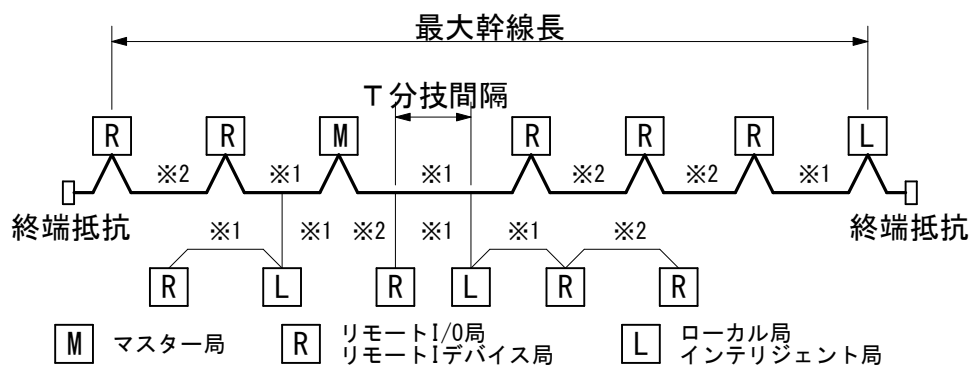 最大幹線長
T分技間隔
R R M R R R L
※2 ※1 ※1 ※2 ※2 ※1
終端抵抗 終端抵抗
※1 ※1 ※2 ※1 ※1 ※2
R L R L R R
M マスター局 R リモートI/O局 L ローカル局
リモートIデバイス局 インテリジェント局